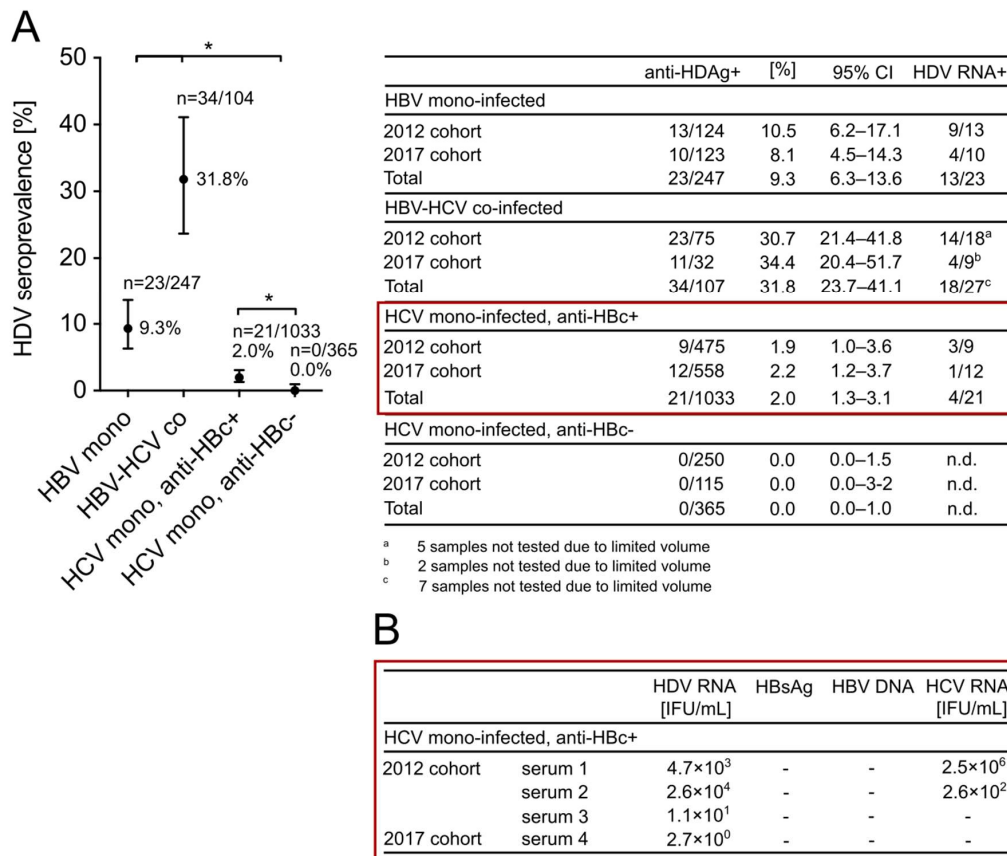 A
HDV seroprevalence [%]
50
40
30
20
10
0
*
n=34/104
31.8%
n=23/247
9.3%
*
n=21/1033
2.0%
n=0/365
0.0%
HBV mono
HBV-HCV co
HCV mono, anti-HBc+
HCV mono, anti-HBc-
anti-HDAg+ [%] 95% CI HDV RNA+
HBV mono-infected
2012 cohort 13/124 10.5 6.2–17.1 9/13
2017 cohort 10/123 8.1 4.5–14.3 4/10
Total 23/247 9.3 6.3–13.6 13/23
HBV-HCV co-infected
2012 cohort 23/75 30.7 21.4–41.8 14/18ᵃ
2017 cohort 11/32 34.4 20.4–51.7 4/9ᵇ
Total 34/107 31.8 23.7–41.1 18/27ᶜ
HCV mono-infected, anti-HBc+
2012 cohort 9/475 1.9 1.0–3.6 3/9
2017 cohort 12/558 2.2 1.2–3.7 1/12
Total 21/1033 2.0 1.3–3.1 4/21
HCV mono-infected, anti-HBc-
2012 cohort 0/250 0.0 0.0–1.5 n.d.
2017 cohort 0/115 0.0 0.0–3-2 n.d.
Total 0/365 0.0 0.0–1.0 n.d.
ᵃ 5 samples not tested due to limited volume
ᵇ 2 samples not tested due to limited volume
ᶜ 7 samples not tested due to limited volume
B
HDV RNA HBsAg HBV DNA HCV RNA
[IFU/mL] [IFU/mL]
HCV mono-infected, anti-HBc+
2012 cohort serum 1 4.7×10³ - - 2.5×10⁶
serum 2 2.6×10⁴ - - 2.6×10²
serum 3 1.1×10¹ - - -
2017 cohort serum 4 2.7×10⁰ - - -